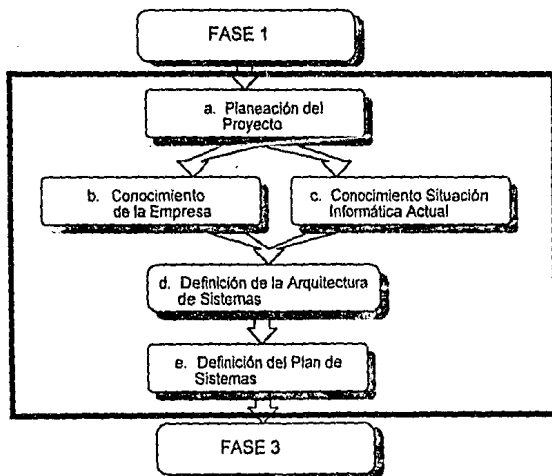 FASE 1
a. Planeación del
Proyecto
b. Conocimiento
de la Empresa
c. Conocimiento Situación
Informática Actual
d. Definición de la Arquitectura
de Sistemas
e. Definición del Plan de
Sistemas
FASE 3